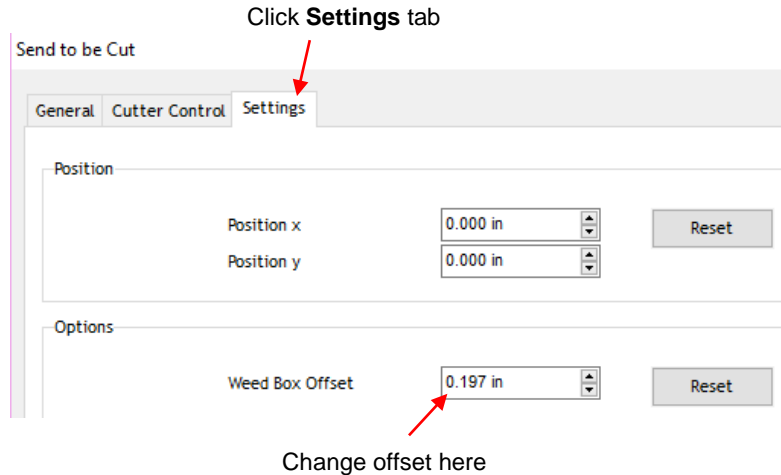 Click Settings tab
Send to be Cut
General Cutter Control Settings
Position
Position x 0.000 in Reset
Position y 0.000 in
Options
Weed Box Offset 0.197 in Reset
Change offset here